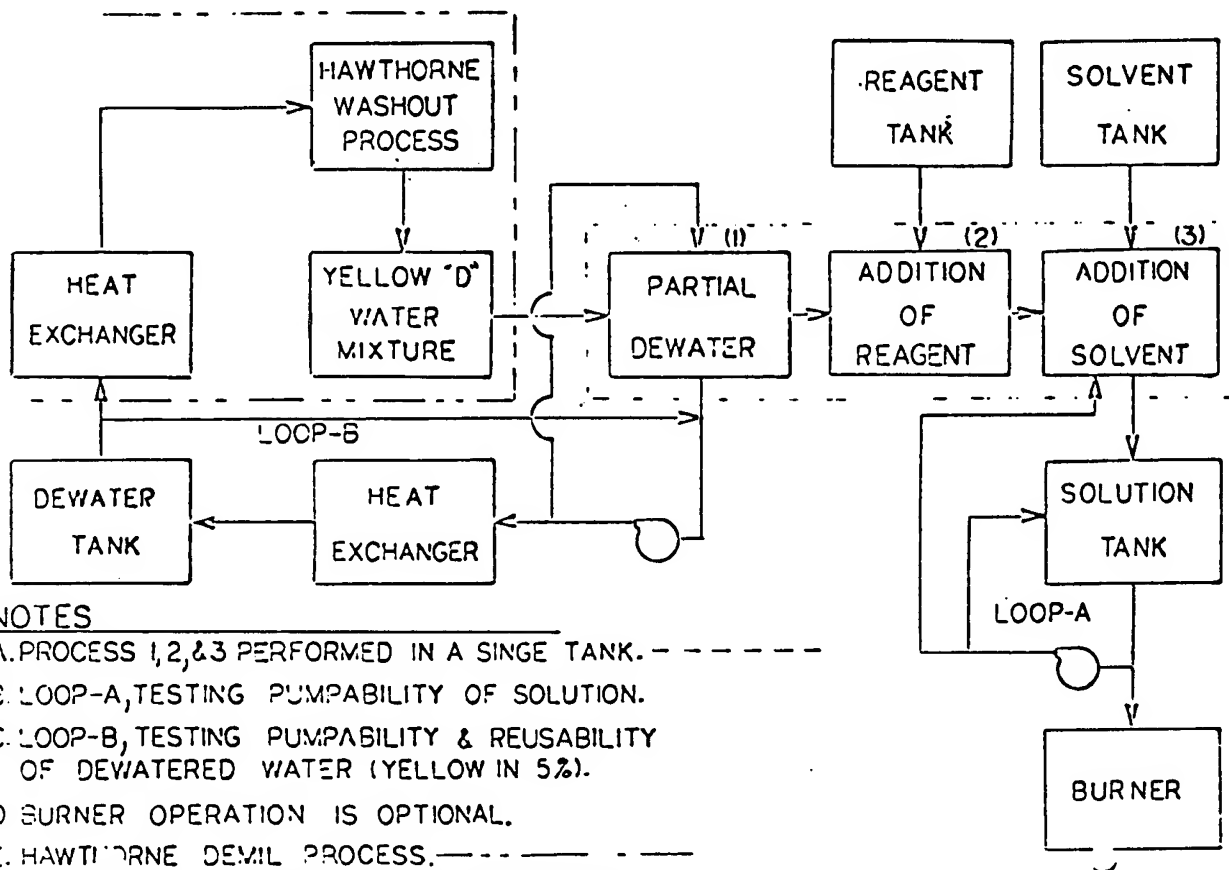 HAWTHORNE
WASHOUT
PROCESS
REAGENT
TANK
SOLVENT
TANK
HEAT
EXCHANGER
YELLOW "D"
WATER
MIXTURE
(1)
PARTIAL
DEWATER
(2)
ADDITION
OF
REAGENT
(3)
ADDITION
OF
SOLVENT
LOOP-B
DEWATER
TANK
HEAT
EXCHANGER
SOLUTION
TANK
LOOP-A
BURNER
NOTES
A. PROCESS 1,2,&3 PERFORMED IN A SINGE TANK.
B. LOOP-A, TESTING PUMPABILITY OF SOLUTION.
C. LOOP-B, TESTING PUMPABILITY & REUSABILITY
OF DEWATERED WATER (YELLOW IN 5%).
D BURNER OPERATION IS OPTIONAL.
E. HAWTHORNE DEMIL PROCESS.